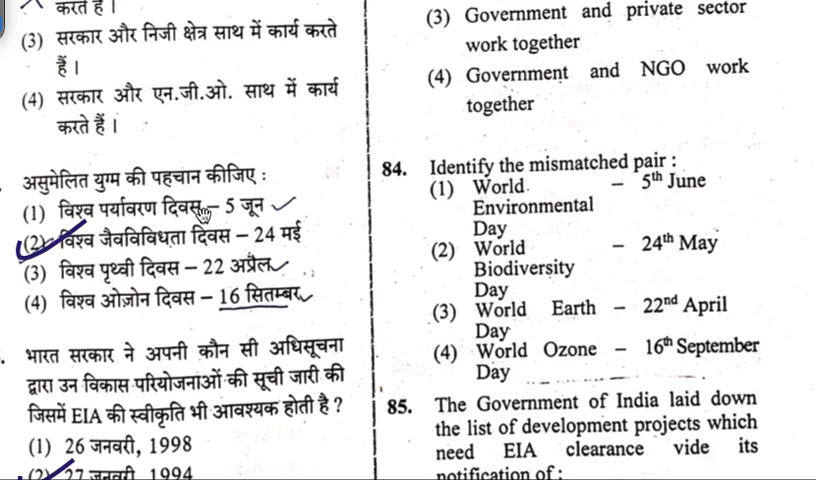 करते हैं ।
(3) सरकार और निजी क्षेत्र साथ में कार्य करते
हैं ।
(4) सरकार और एन.जी.ओ. साथ में कार्य
करते हैं ।
असुमेलित युग्म की पहचान कीजिए :
(1) विश्व पर्यावरण दिवस – 5 जून
(2) विश्व जैवविविधता दिवस – 24 मई
(3) विश्व पृथ्वी दिवस – 22 अप्रैल
(4) विश्व ओज़ोन दिवस – 16 सितम्बर
भारत सरकार ने अपनी कौन सी अधिसूचना
द्वारा उन विकास परियोजनाओं की सूची जारी की
जिसमें EIA की स्वीकृति भी आवश्यक होती है ?
(1) 26 जनवरी, 1998
(2) 27 जनवरी, 1994
(3) Government and private sector
work together
(4) Government and NGO work
together
84. Identify the mismatched pair :
(1) World – 5th June
Environmental
Day
(2) World – 24th May
Biodiversity
Day
(3) World Earth – 22nd April
Day
(4) World Ozone – 16th September
Day
85. The Government of India laid down
the list of development projects which
need EIA clearance vide its
notification of :